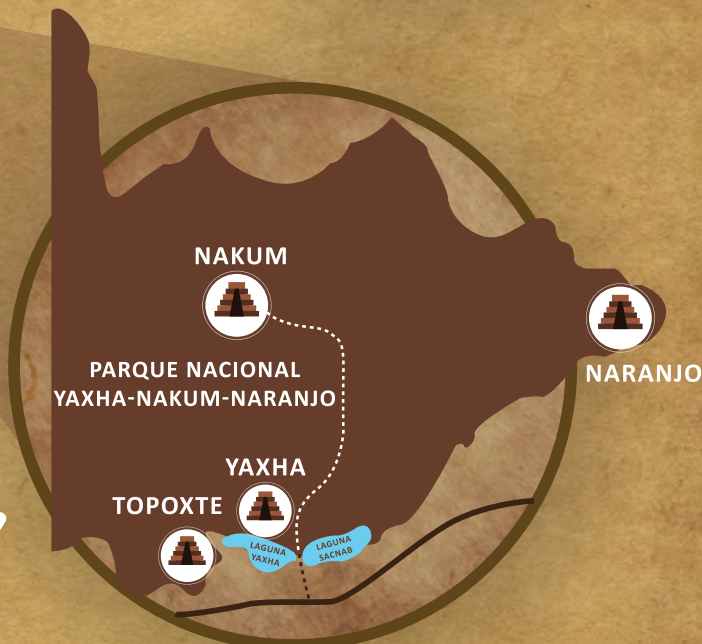 NAKUM
NARANJO
PARQUE NACIONAL
YAXHA-NAKUM-NARANJO
YAXHA
TOPOXTE
LAGUNA
YAXHA
LAGUNA
SACNAB